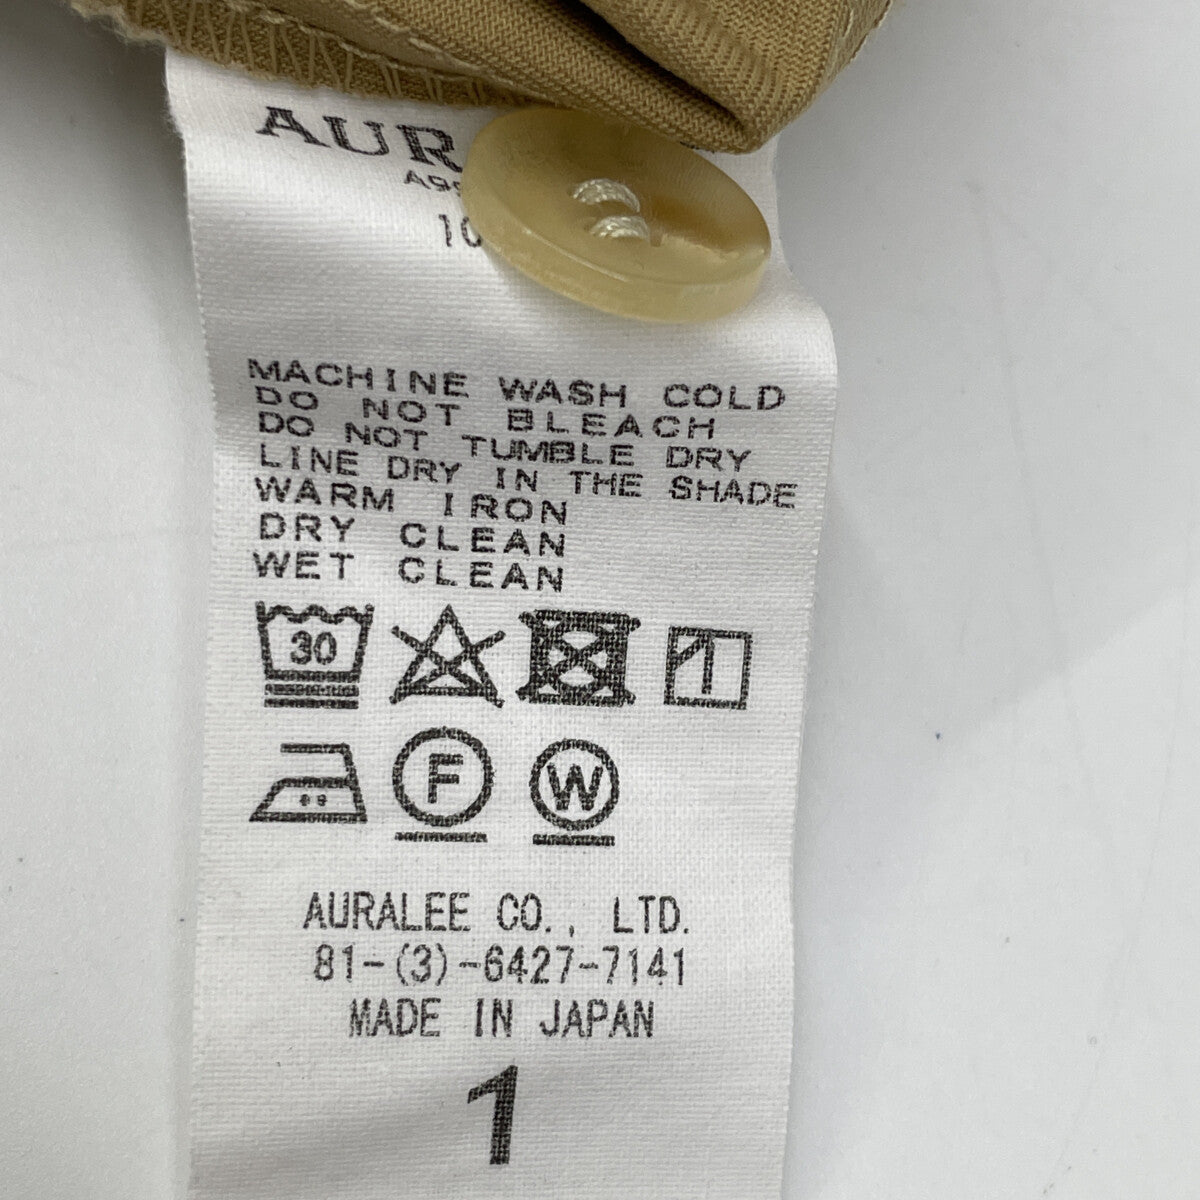 MACHINE WASH COLD
DO NOT BLEACH
DO NOT TUMBLE DRY
LINE DRY IN THE SHADE
WARM IRON
DRY CLEAN
WET CLEAN
30
F W
AURALEE CO., LTD.
81-(3)-6427-7141
MADE IN JAPAN
1